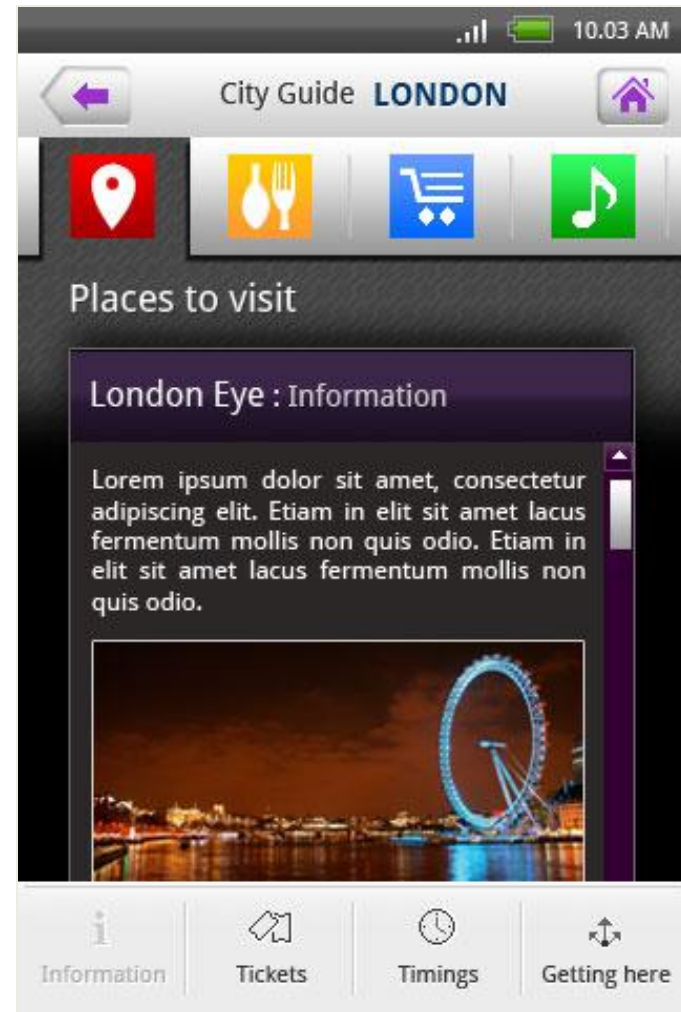 10.03 AM
City Guide LONDON
Places to visit
London Eye : Information
Lorem ipsum dolor sit amet, consectetur
adipiscing elit. Etiam in elit sit amet lacus
fermentum mollis non quis odio. Etiam in
elit sit amet lacus fermentum mollis non
quis odio.
Information Tickets Timings Getting here